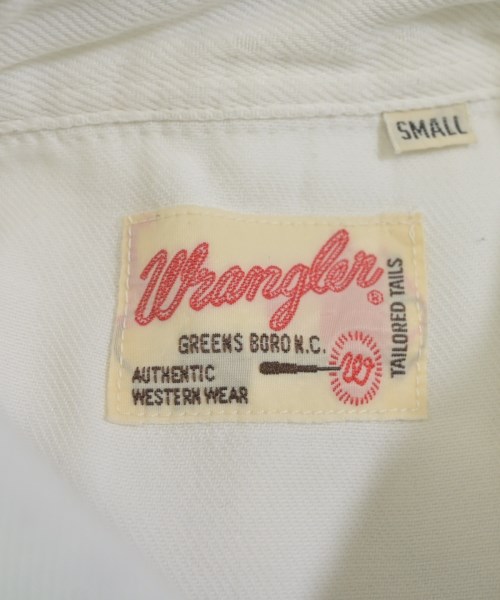 SMALL
Wrangler®
GREENS BORO N.C.
W
AUTHENTIC
WESTERN WEAR
TAILORED TAILS